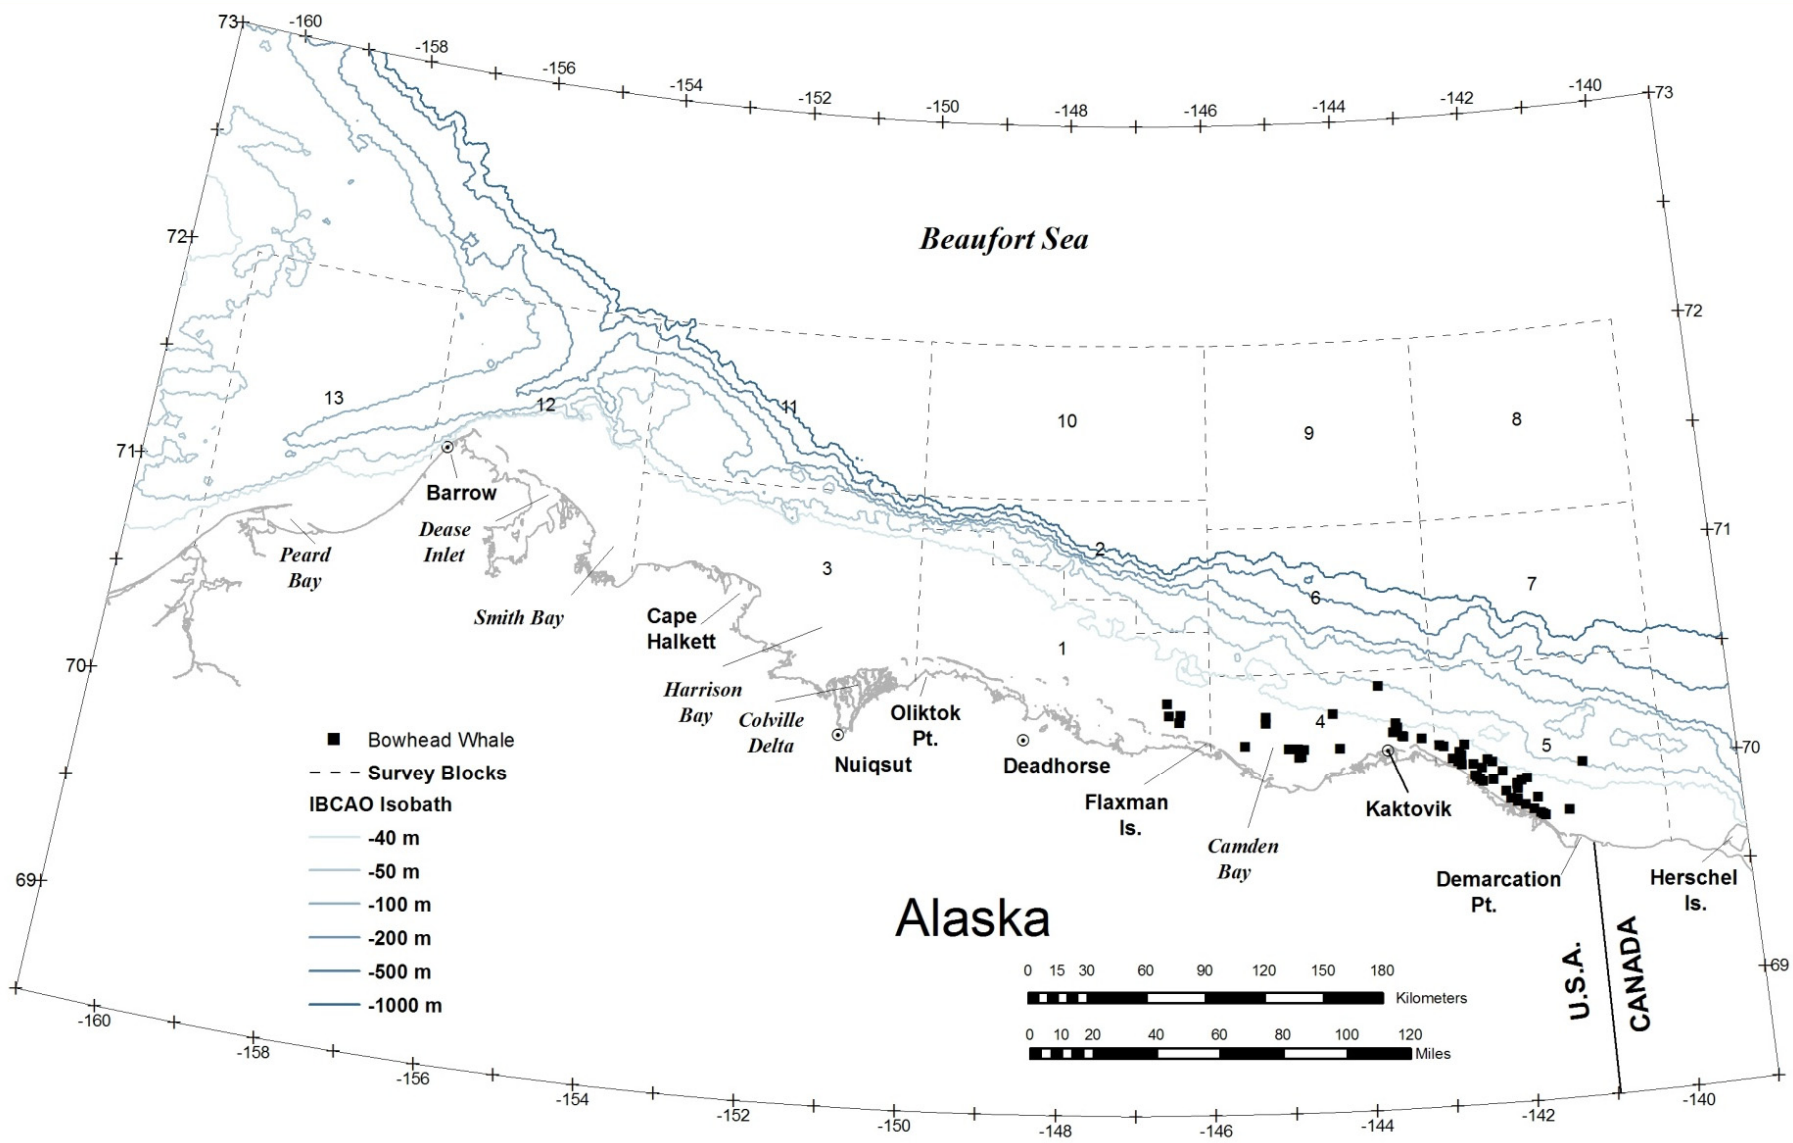 73
-160
-158
-156
-154
-152
-150
-148
-146
-144
-142
-140
73
Beaufort Sea
72
72
13
12
11
10
9
8
71
71
Barrow
Dease
Inlet
Peard
Bay
Smith Bay
3
2
6
7
Cape
Halkett
1
70
Harrison
Bay
Colville
Delta
Oliktok
Pt.
4
5
70
Nuiqsut
Deadhorse
Flaxman
Is.
Kaktovik
Camden
Bay
Demarcation
Pt.
Herschel
Is.
Bowhead Whale
Survey Blocks
IBCAO Isobath
-40 m
-50 m
-100 m
-200 m
-500 m
-1000 m
69
Alaska
U.S.A.
CANADA
69
0 15 30 60 90 120 150 180
Kilometers
0 10 20 40 60 80 100 120
Miles
-160
-158
-156
-154
-152
-150
-148
-146
-144
-142
-140